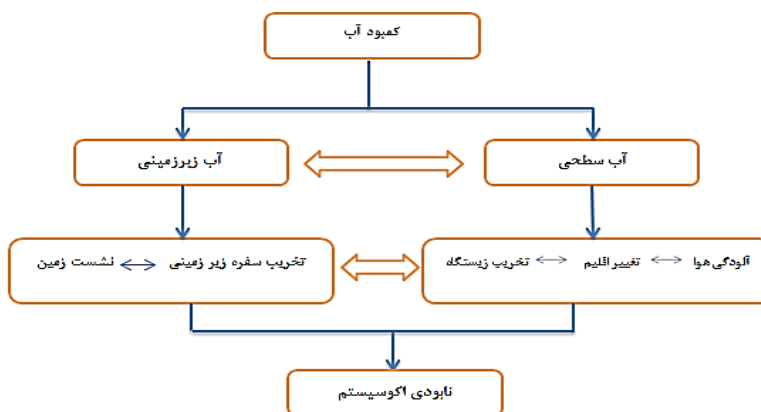 کمبود آب
آب سطحی
آب زیرزمینی
آلودگی هوا تغییر اقلیم تخریب زیستگاه
تخریب سفره زیر زمینی نشست زمین
نابودی اکوسیستم